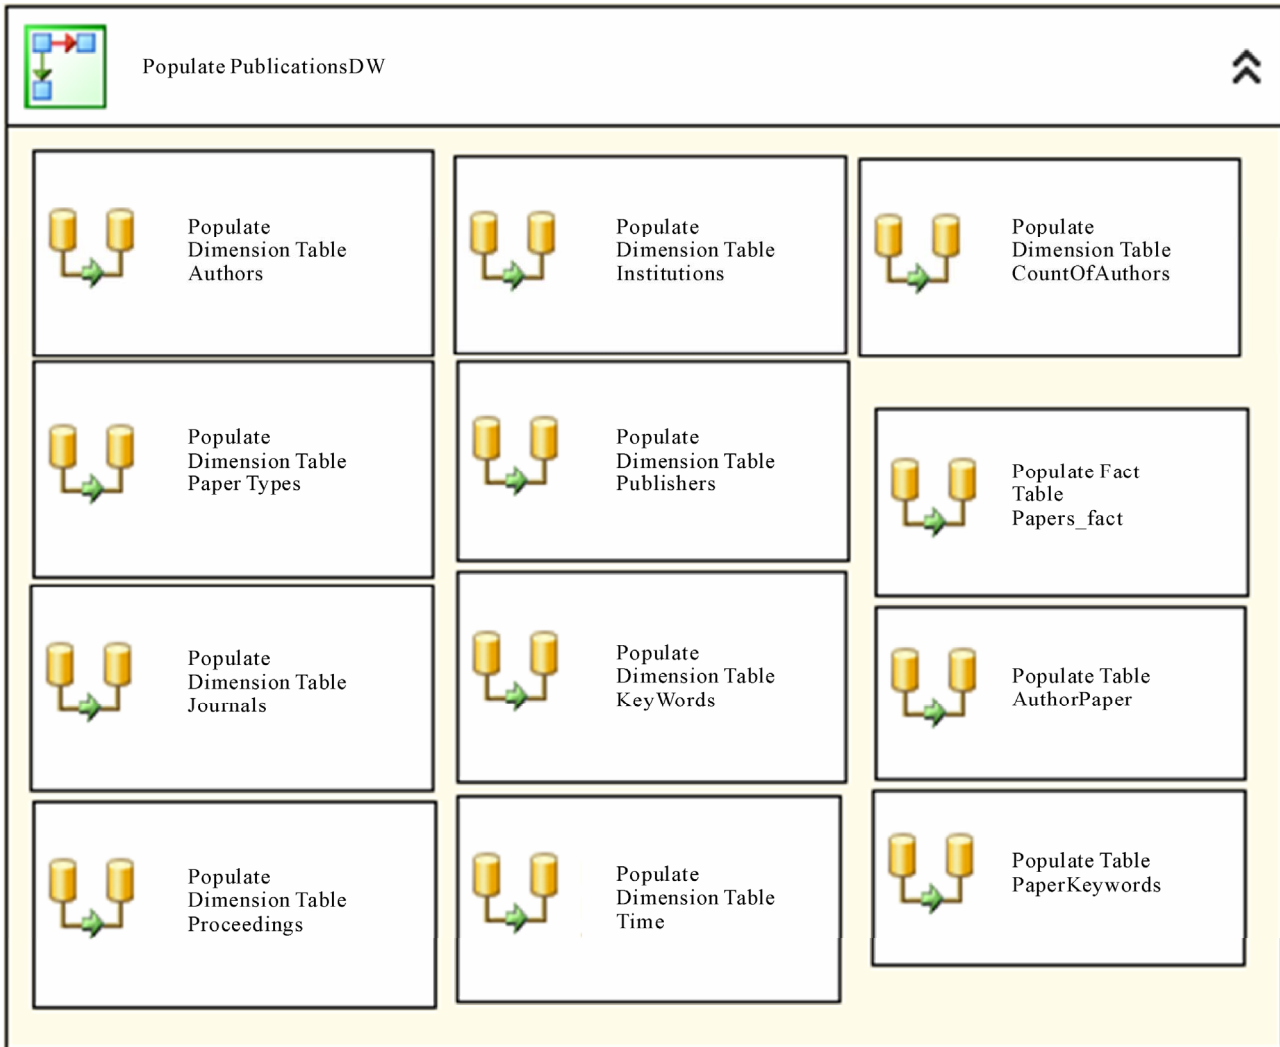 Populate PublicationsDW
Populate
Dimension Table
Authors
Populate
Dimension Table
Institutions
Populate
Dimension Table
CountOfAuthors
Populate
Dimension Table
Paper Types
Populate
Dimension Table
Publishers
Populate Fact
Table
Papers_fact
Populate
Dimension Table
Journals
Populate
Dimension Table
KeyWords
Populate Table
AuthorPaper
Populate
Dimension Table
Proceedings
Populate
Dimension Table
Time
Populate Table
PaperKeywords